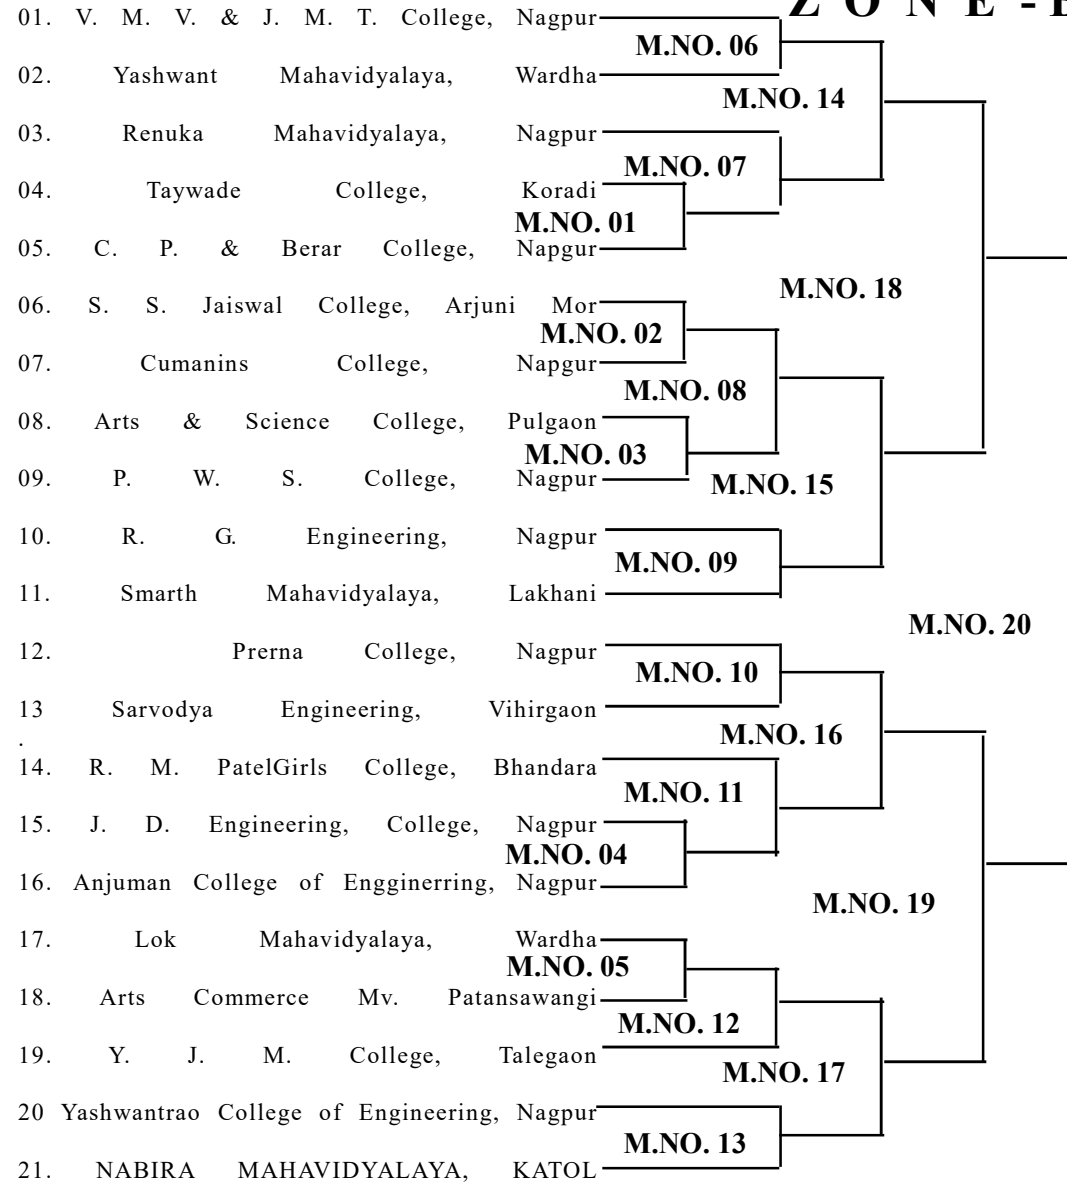 Z O N E - B
01. V. M. V. & J. M. T. College, Nagpur
M.NO. 06
02. Yashwant Mahavidyalaya, Wardha
M.NO. 14
03. Renuka Mahavidyalaya, Nagpur
M.NO. 07
04. Taywade College, Koradi
M.NO. 01
05. C. P. & Berar College, Napgur
M.NO. 18
06. S. S. Jaiswal College, Arjuni Mor
M.NO. 02
07. Cumanins College, Napgur
M.NO. 08
08. Arts & Science College, Pulgaon
M.NO. 03
09. P. W. S. College, Nagpur
M.NO. 15
10. R. G. Engineering, Nagpur
M.NO. 09
11. Smarth Mahavidyalaya, Lakhani
M.NO. 20
12. Prerna College, Nagpur
M.NO. 10
13 Sarvodya Engineering, Vihirgaon
.
M.NO. 16
14. R. M. PatelGirls College, Bhandara
M.NO. 11
15. J. D. Engineering, College, Nagpur
M.NO. 04
16. Anjuman College of Engginerring, Nagpur
M.NO. 19
17. Lok Mahavidyalaya, Wardha
M.NO. 05
18. Arts Commerce Mv. Patansawangi
M.NO. 12
19. Y. J. M. College, Talegaon
M.NO. 17
20 Yashwantrao College of Engineering, Nagpur
M.NO. 13
21. NABIRA MAHAVIDYALAYA, KATOL